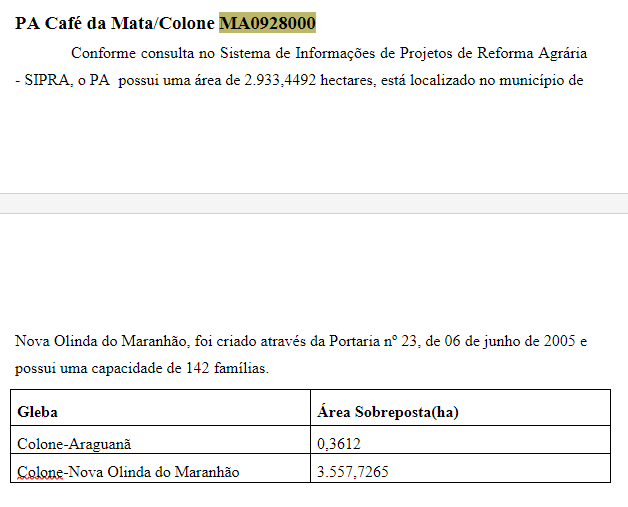 PA Café da Mata/Colone MA0928000
Conforme consulta no Sistema de Informações de Projetos de Reforma Agrária
- SIPRA, o PA possui uma área de 2.933,4492 hectares, está localizado no município de
Nova Olinda do Maranhão, foi criado através da Portaria nº 23, de 06 de junho de 2005 e
possui uma capacidade de 142 famílias.
Gleba Área Sobreposta(ha)
Colone-Araguanã 0,3612
Colone-Nova Olinda do Maranhão 3.557,7265